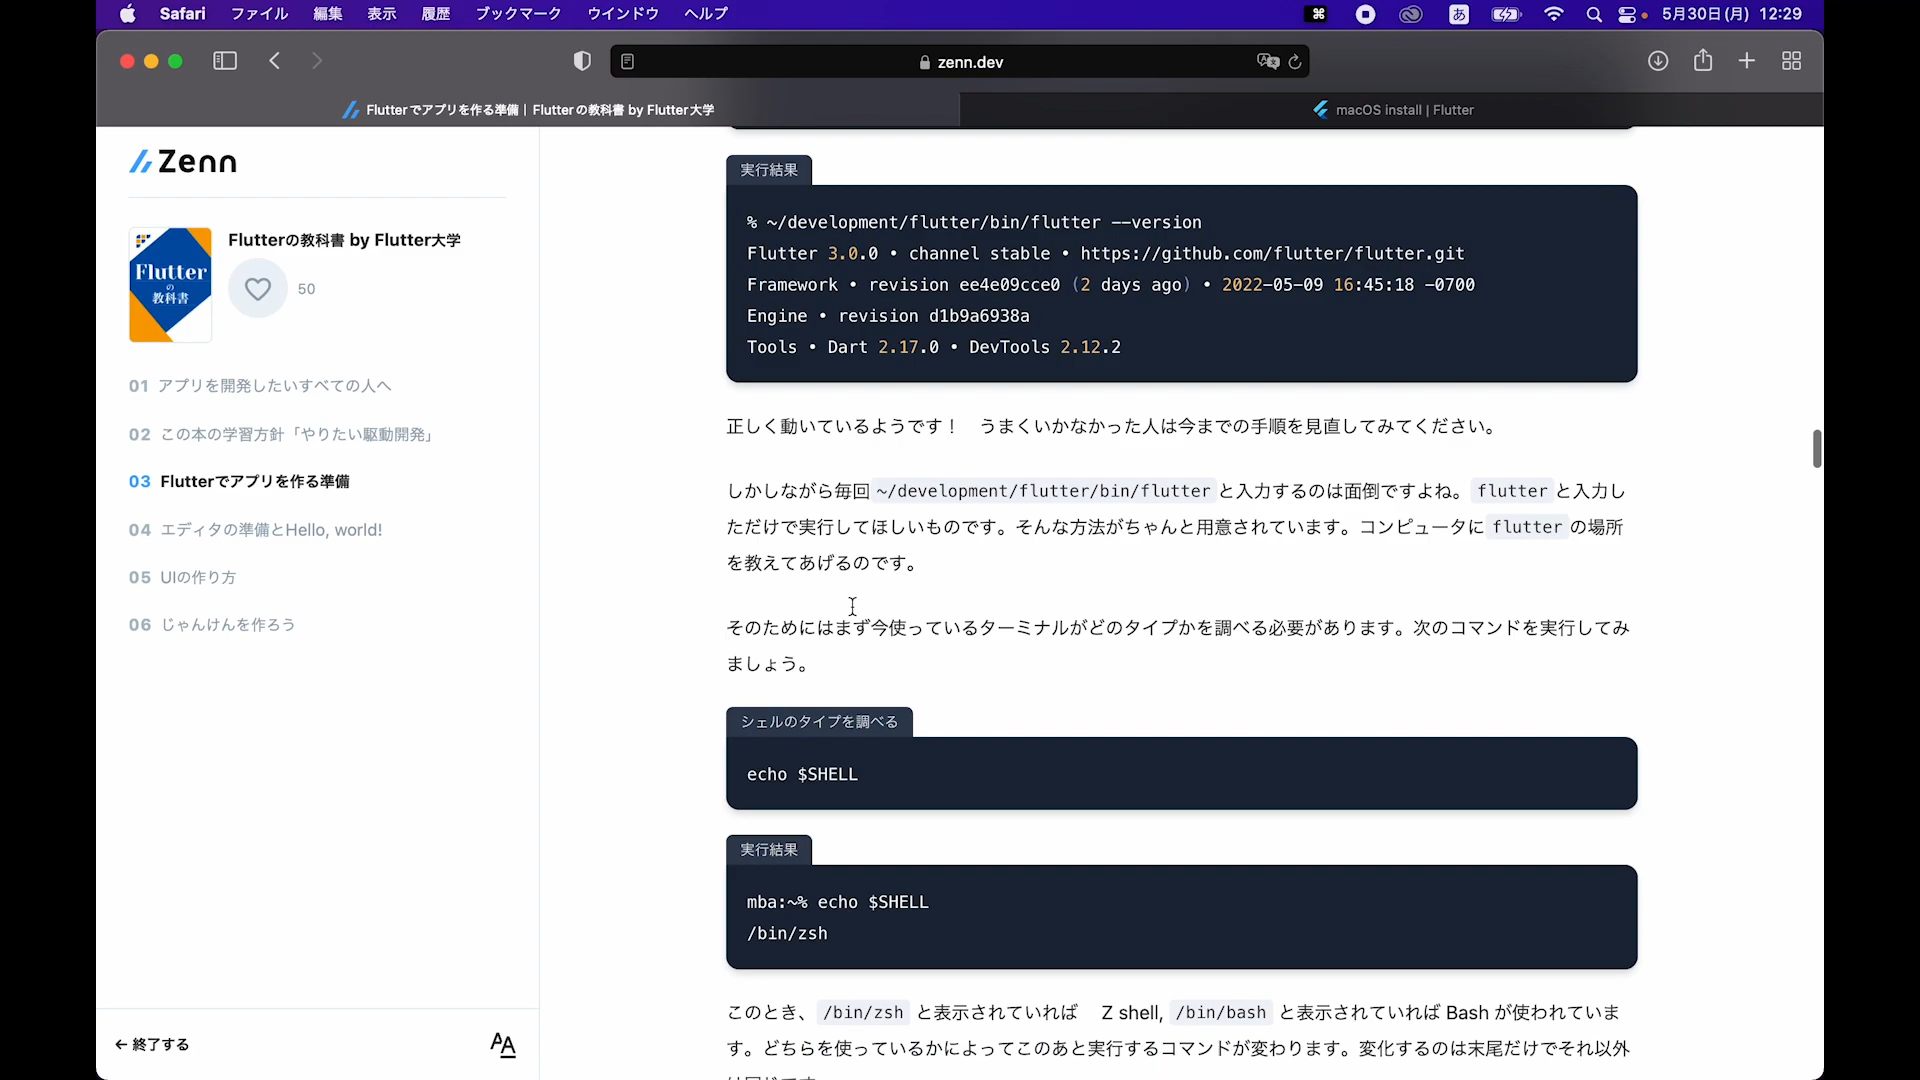 Safari ファイル 編集 表示 履歴 ブックマーク ウインドウ ヘルプ あ 5月30日(月) 12:29
zenn.dev
Flutterでアプリを作る準備｜Flutterの教科書 by Flutter大学
macOS install | Flutter
Zenn
Flutter
の
教科書
Flutterの教科書 by Flutter大学
50
01 アプリを開発したいすべての人へ
02 この本の学習方針「やりたい駆動開発」
03 Flutterでアプリを作る準備
04 エディタの準備とHello, world!
05 UIの作り方
06 じゃんけんを作ろう
← 終了する
AA
実行結果
% ~/development/flutter/bin/flutter --version
Flutter 3.0.0 • channel stable • https://github.com/flutter/flutter.git
Framework • revision ee4e09cce0 (2 days ago) • 2022-05-09 16:45:18 -0700
Engine • revision d1b9a6938a
Tools • Dart 2.17.0 • DevTools 2.12.2
正しく動いているようです！　うまくいかなかった人は今までの手順を見直してみてください。
しかしながら毎回 ~/development/flutter/bin/flutter と入力するのは面倒ですよね。 flutter と入力し
ただけで実行してほしいものです。そんな方法がちゃんと用意されています。コンピュータに flutter の場所
を教えてあげるのです。
そのためにはまず今使っているターミナルがどのタイプかを調べる必要があります。次のコマンドを実行してみ
ましょう。
シェルのタイプを調べる
echo $SHELL
実行結果
mba:~% echo $SHELL
/bin/zsh
このとき、 /bin/zsh と表示されていれば　Z shell, /bin/bash と表示されていれば Bash が使われていま
す。どちらを使っているかによってこのあと実行するコマンドが変わります。変化するのは末尾だけでそれ以外